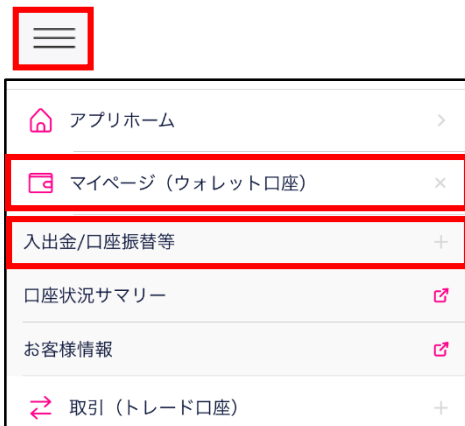 アプリホーム
マイページ（ウォレット口座）
入出金/口座振替等
口座状況サマリー
お客様情報
取引（トレード口座）